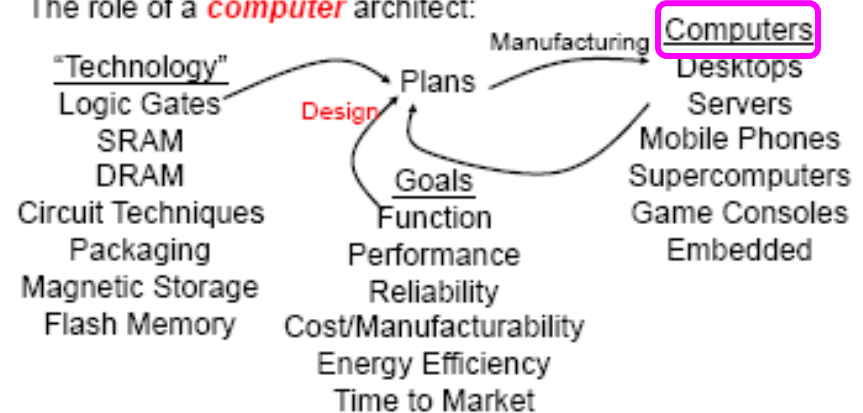 The role of a computer architect:
Computers
Manufacturing
"Technology"
Plans
Desktops
Logic Gates
Design
Servers
SRAM
Mobile Phones
DRAM
Goals
Supercomputers
Circuit Techniques
Function
Game Consoles
Packaging
Performance
Embedded
Magnetic Storage
Reliability
Flash Memory
Cost/Manufacturability
Energy Efficiency
Time to Market